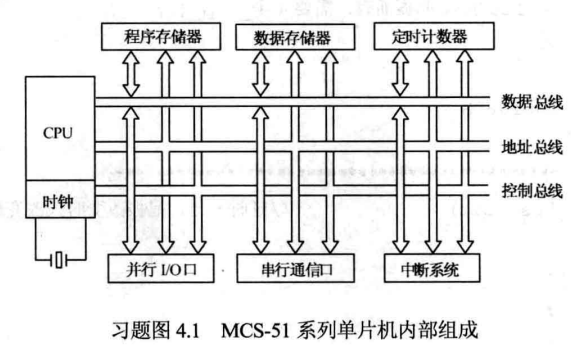 程序存储器 数据存储器 定时计数器
数据总线
CPU
地址总线
时钟
控制总线
并行 I/O口 串行通信口 中断系统
习题图 4.1 MCS-51 系列单片机内部组成